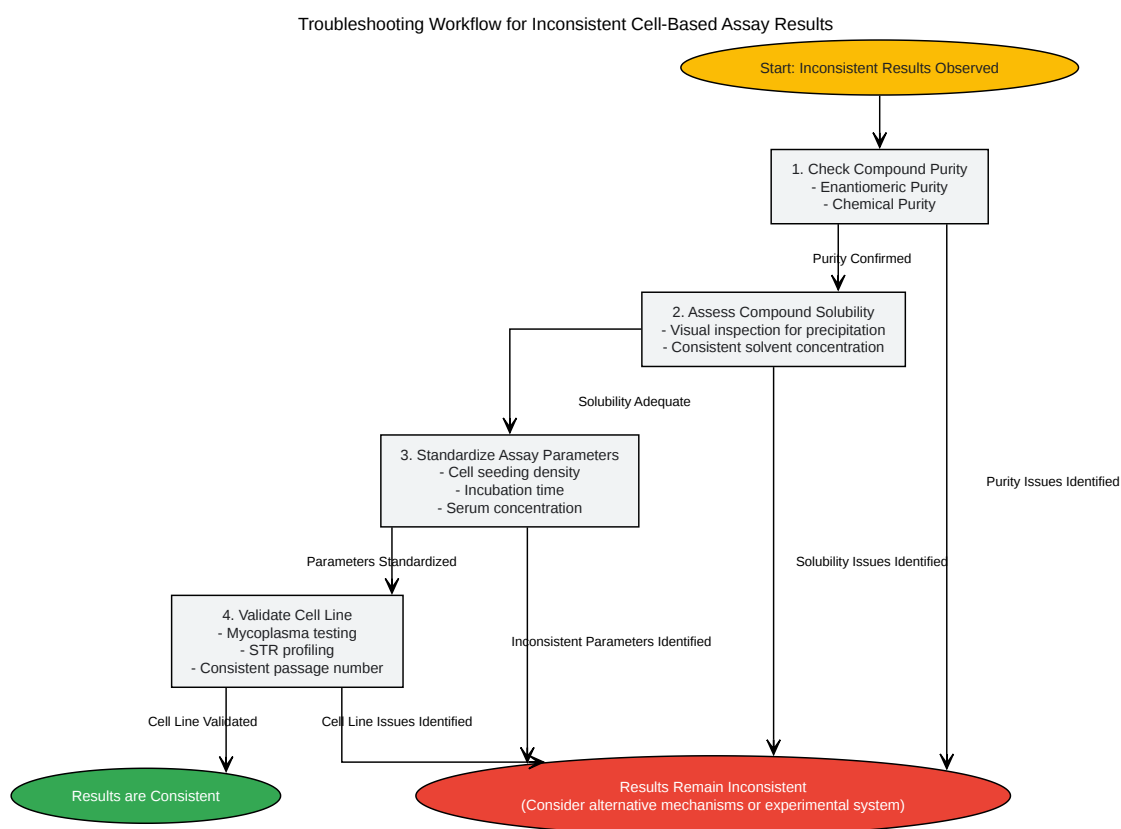 Troubleshooting Workflow for Inconsistent Cell-Based Assay Results
Start: Inconsistent Results Observed
1. Check Compound Purity
- Enantiomeric Purity
- Chemical Purity
Purity Confirmed
2. Assess Compound Solubility
- Visual inspection for precipitation
- Consistent solvent concentration
Solubility Adequate
3. Standardize Assay Parameters
- Cell seeding density
- Incubation time
- Serum concentration
Purity Issues Identified
Parameters Standardized
Solubility Issues Identified
4. Validate Cell Line
- Mycoplasma testing
- STR profiling
- Consistent passage number
Inconsistent Parameters Identified
Cell Line Validated
Cell Line Issues Identified
Results are Consistent
Results Remain Inconsistent
(Consider alternative mechanisms or experimental system)